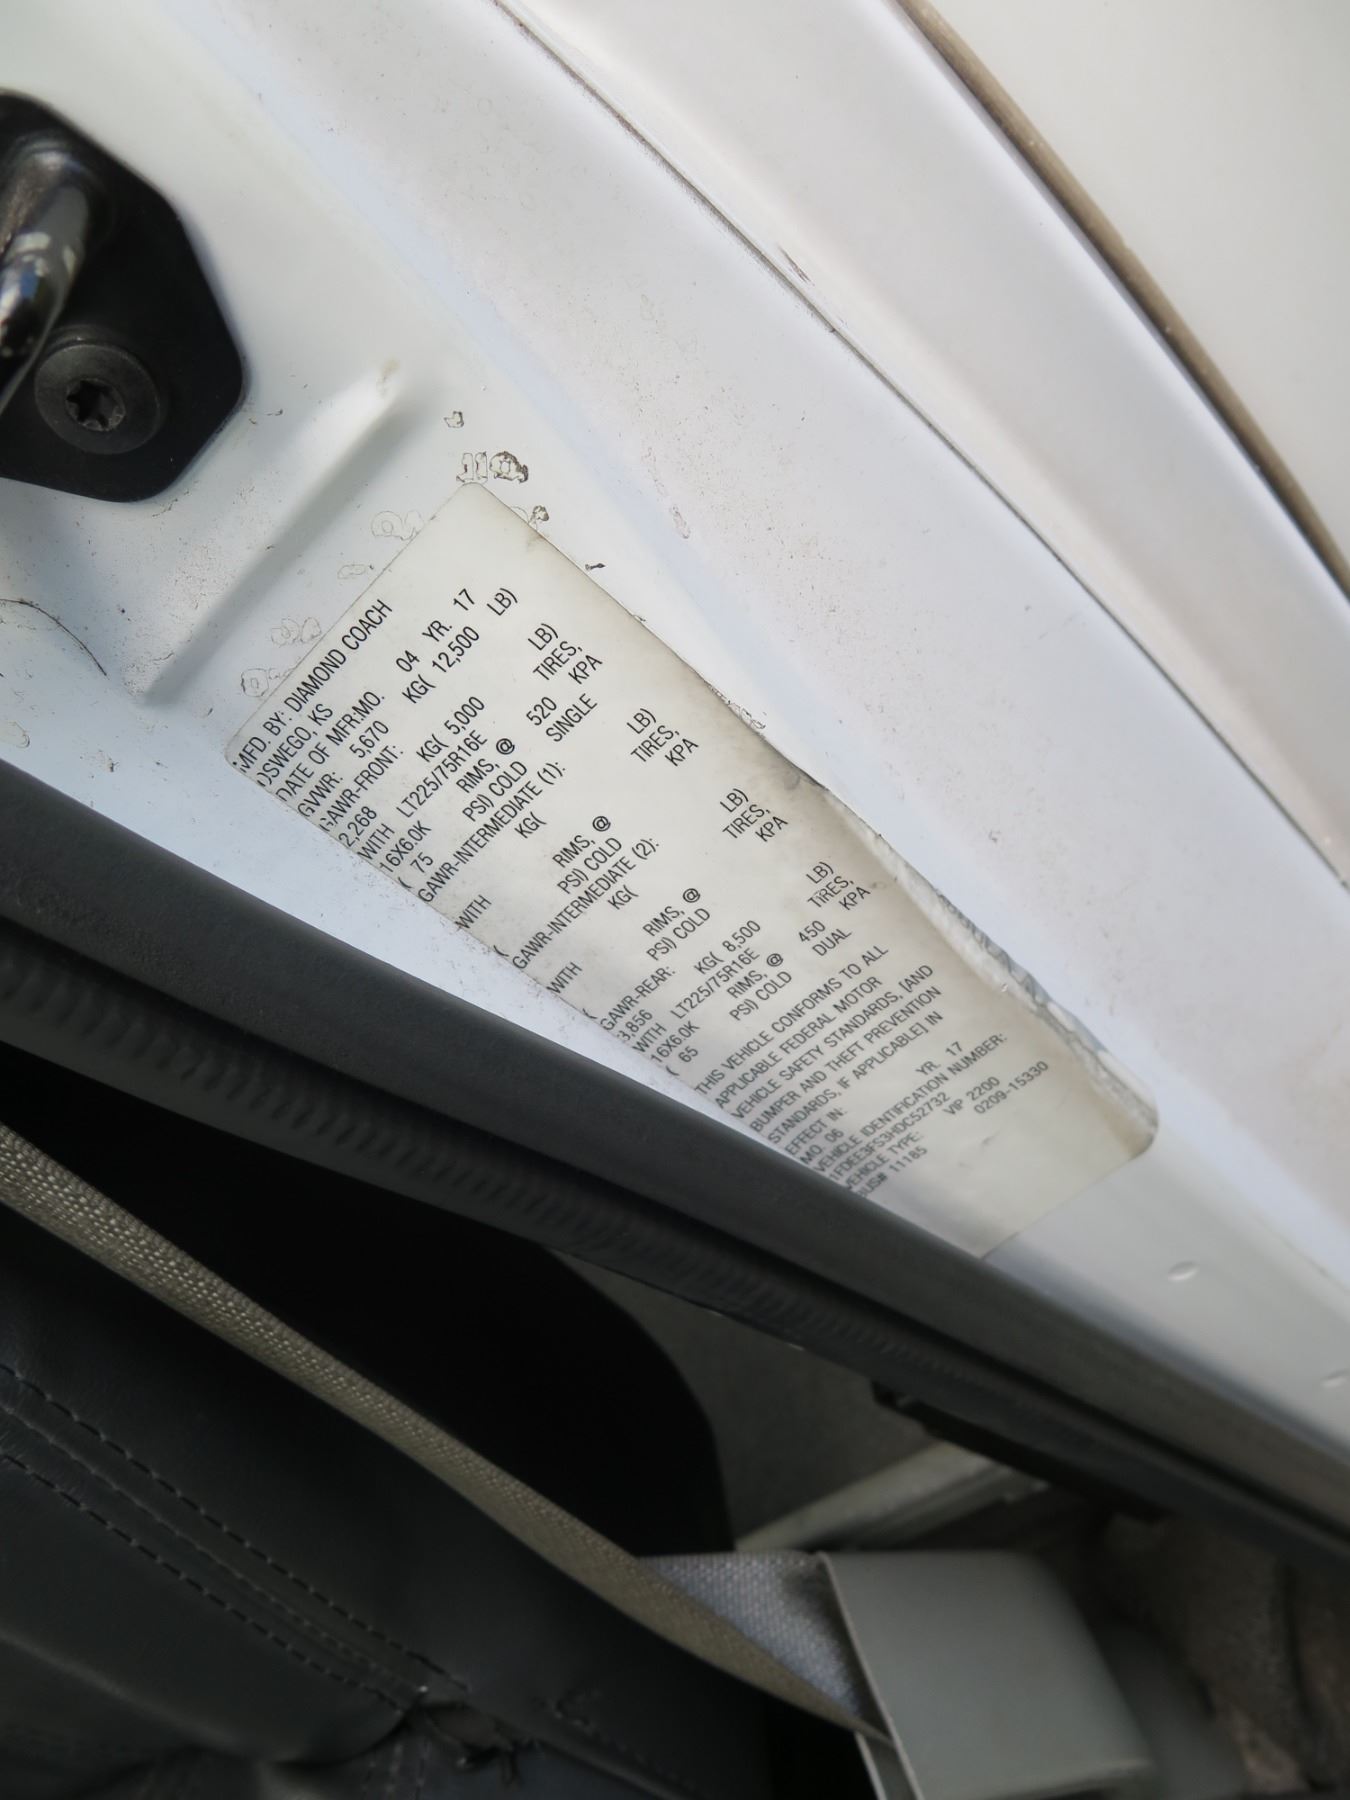 MFD. BY: DIAMOND COACH
OSWEGO, KS
DATE OF MFR:MO. 04 YR. 17
GVWR: 5,670 KG( 12,500 LB)
GAWR-FRONT:
2,268 KG( 5,000 LB)
WITH LT225/75R16E TIRES,
16X6.0K RIMS, @ 520 KPA
( 75 PSI) COLD SINGLE
GAWR-INTERMEDIATE (1):
KG( LB)
WITH TIRES,
RIMS, @ KPA
( PSI) COLD
GAWR-INTERMEDIATE (2):
KG( LB)
WITH TIRES,
RIMS, @ KPA
( PSI) COLD
GAWR-REAR:
3,856 KG( 8,500 LB)
WITH LT225/75R16E TIRES,
16X6.0K RIMS, @ 450 KPA
( 65 PSI) COLD DUAL
THIS VEHICLE CONFORMS TO ALL
APPLICABLE FEDERAL MOTOR
VEHICLE SAFETY STANDARDS, [AND
BUMPER AND THEFT PREVENTION
STANDARDS, IF APPLICABLE] IN
EFFECT IN:
MO. 06 YR. 17
VEHICLE IDENTIFICATION NUMBER:
1FDEE3FS3HDC52732
VEHICLE TYPE: VIP 2200
BUS# 11185 0209-15330